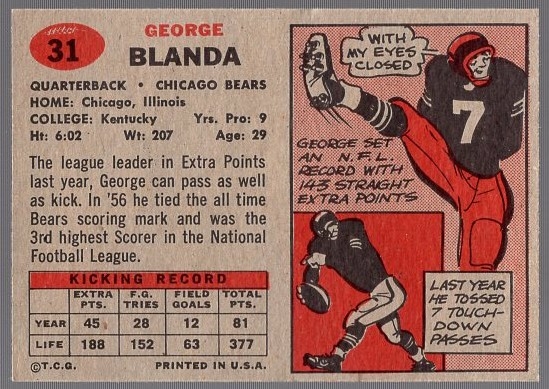 31
GEORGE
BLANDA
QUARTERBACK • CHICAGO BEARS
HOME: Chicago, Illinois
COLLEGE: Kentucky Yrs. Pro: 9
Ht: 6:02 Wt: 207 Age: 29
The league leader in Extra Points
last year, George can pass as well
as kick. In '56 he tied the all time
Bears scoring mark and was the
3rd highest Scorer in the National
Football League.
KICKING RECORD
EXTRA PTS. F.G. TRIES FIELD GOALS TOTAL PTS.
YEAR 45 28 12 81
LIFE 188 152 63 377
©T.C.G. PRINTED IN U.S.A.
WITH
MY EYES
CLOSED
7
GEORGE SET
AN N.F.L.
RECORD WITH
143 STRAIGHT
EXTRA POINTS
LAST YEAR
HE TOSSED
7 TOUCH-
DOWN
PASSES